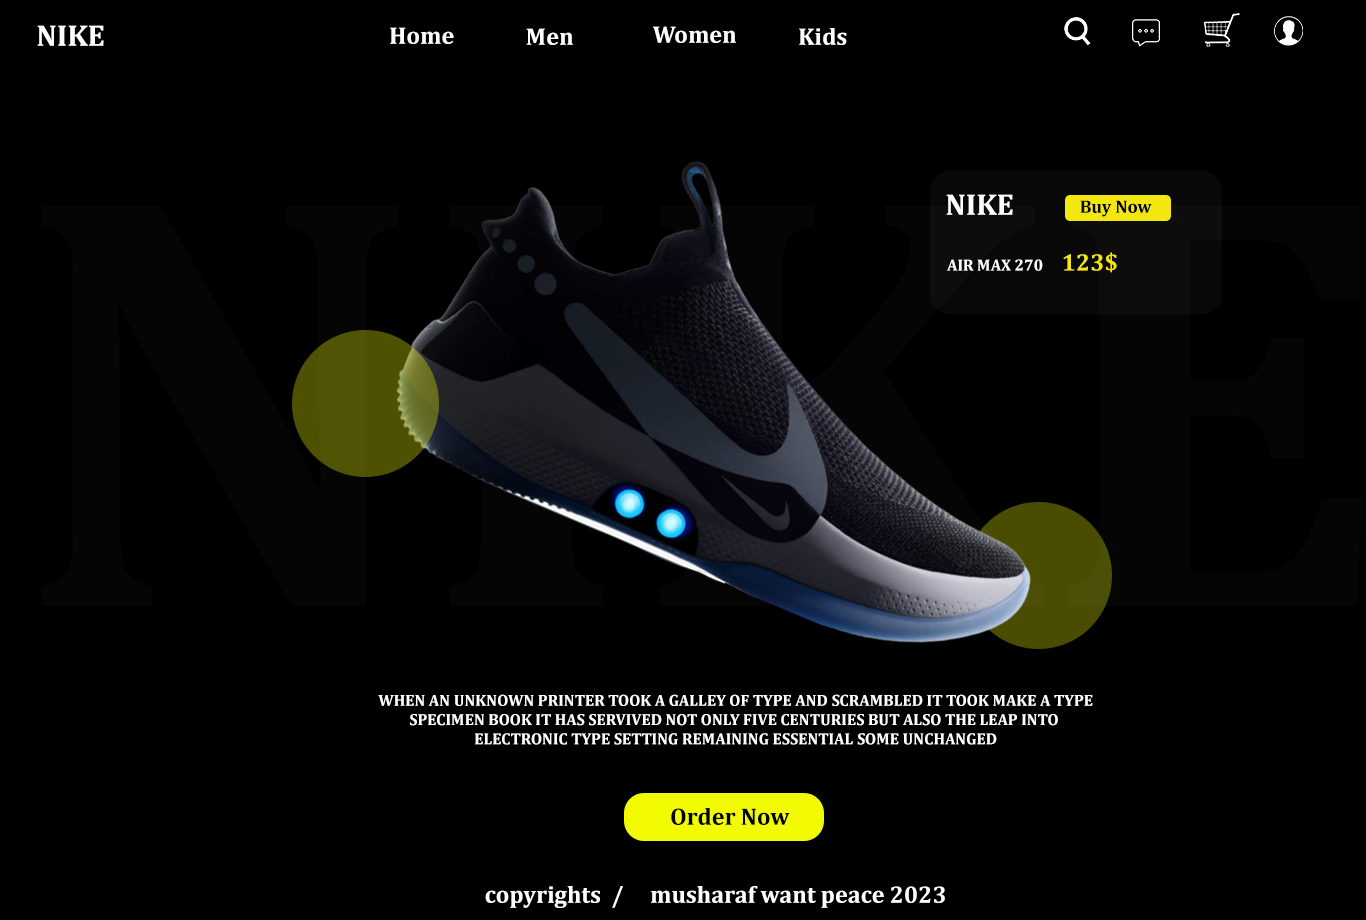 NIKE Home Men Women Kids
NIKE
NIKE Buy Now
AIR MAX 270 123$
WHEN AN UNKNOWN PRINTER TOOK A GALLEY OF TYPE AND SCRAMBLED IT TOOK MAKE A TYPE
SPECIMEN BOOK IT HAS SERVIVED NOT ONLY FIVE CENTURIES BUT ALSO THE LEAP INTO
ELECTRONIC TYPE SETTING REMAINING ESSENTIAL SOME UNCHANGED
Order Now
copyrights / musharaf want peace 2023